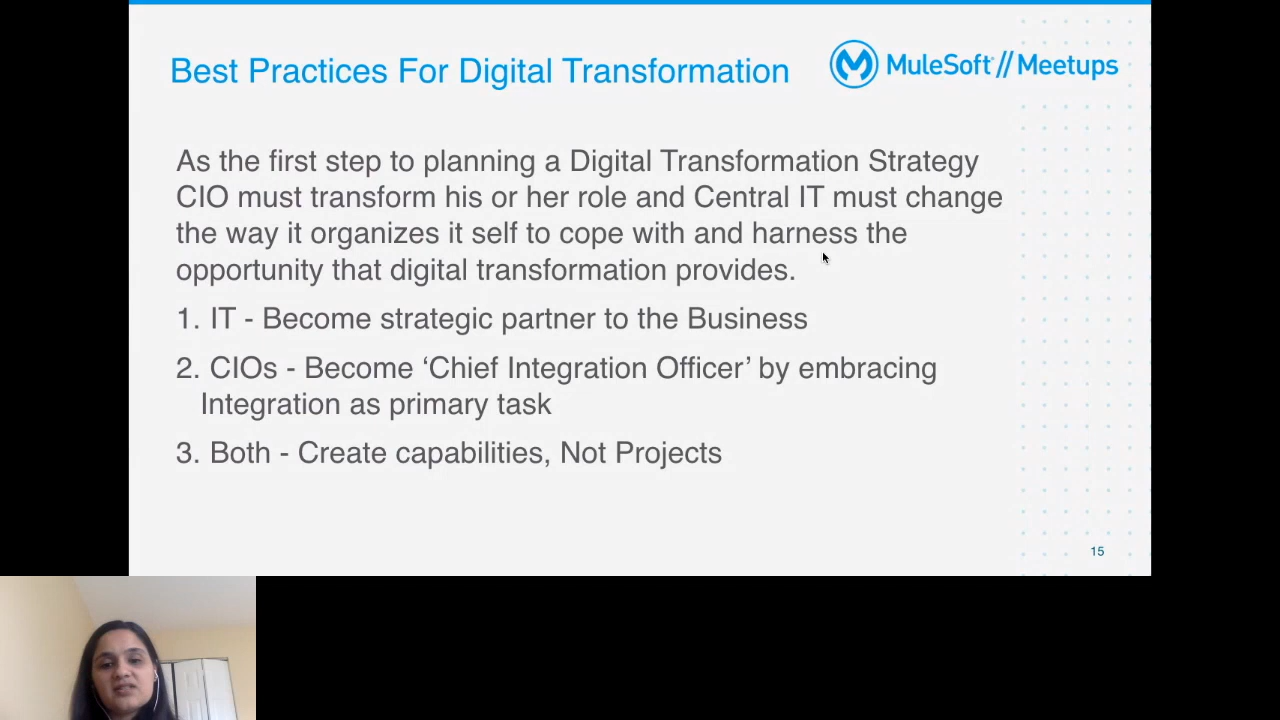 Best Practices For Digital Transformation
MuleSoft // Meetups
As the first step to planning a Digital Transformation Strategy
CIO must transform his or her role and Central IT must change
the way it organizes it self to cope with and harness the
opportunity that digital transformation provides.
1. IT - Become strategic partner to the Business
2. CIOs - Become ‘Chief Integration Officer’ by embracing
Integration as primary task
3. Both - Create capabilities, Not Projects
15